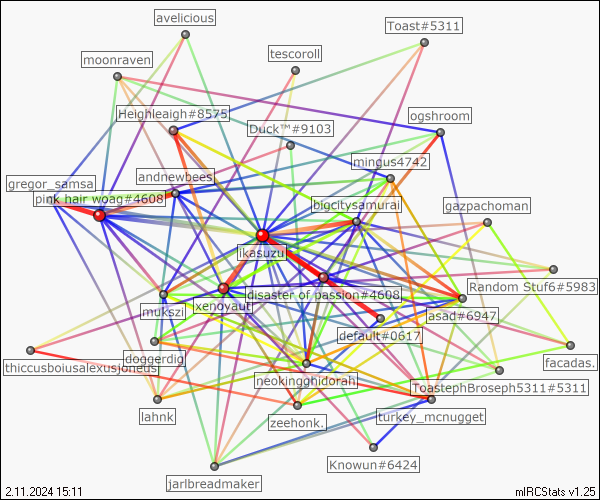 avelicious
Toast#5311
tescoroll
moonraven
Heighleaigh#8575
ogshroom
Duck™#9103
mingus4742
andnewbees
gregor_samsa
pink hair woag#4608
bigcitysamurai
gazpachoman
ikasuzu
Random Stuf6#5983
disaster of passion#4608
xenoyaut
mukszi
asad#6947
default#0617
doggerdig
facadas.
thiccusboiusalexusjoneus
neokingghidorah
ToastephBroseph5311#5311
lahnk
turkey_mcnugget
zeehonk.
Knowun#6424
jarlbreadmaker
2.11.2024 15:11
mIRCStats v1.25